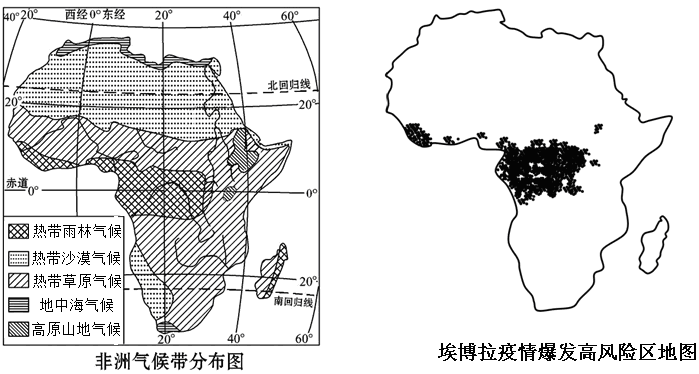 西经0°东经
40° 20° 20° 40° 60°
北回归线
20° 20°
赤道 0° 0°
热带雨林气候
热带沙漠气候
热带草原气候
地中海气候
高原山地气候
20° 20°
南回归线
0° 20° 40° 60°
非洲气候带分布图
埃博拉疫情爆发高风险区地图